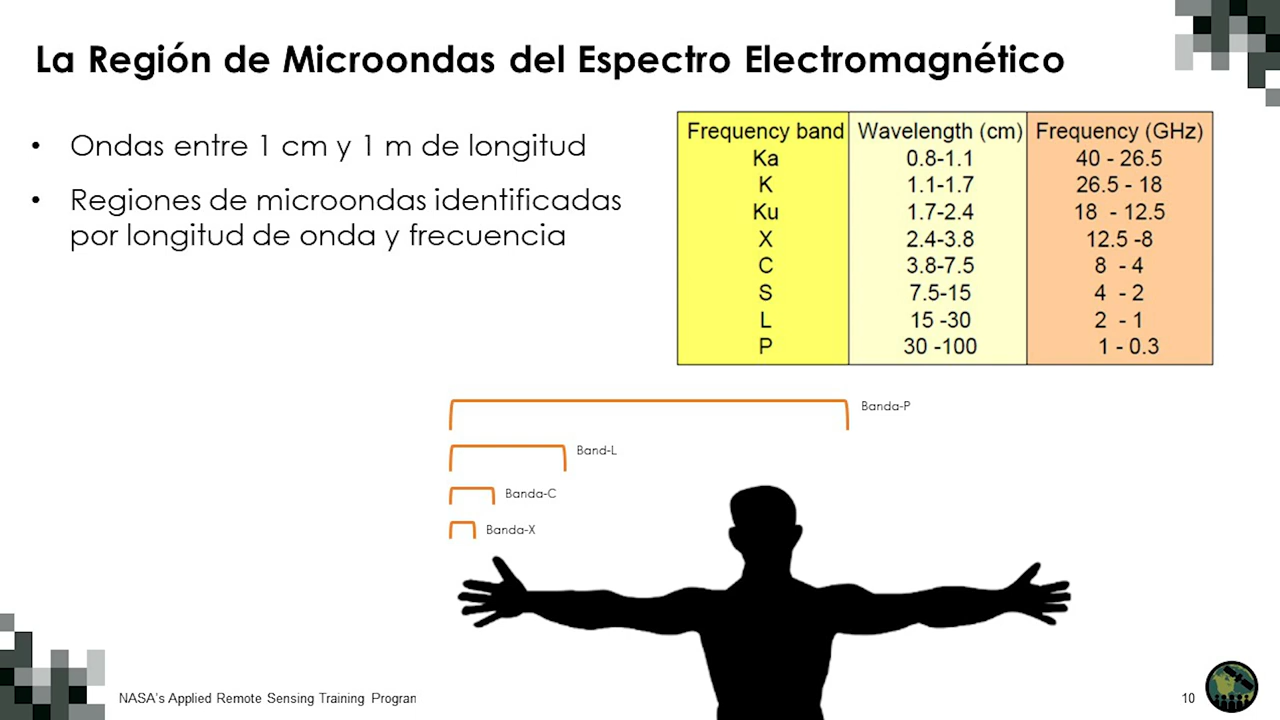 La Región de Microondas del Espectro Electromagnético
• Ondas entre 1 cm y 1 m de longitud
• Regiones de microondas identificadas
por longitud de onda y frecuencia
Frequency band Wavelength (cm) Frequency (GHz)
Ka 0.8-1.1 40 - 26.5
K 1.1-1.7 26.5 - 18
Ku 1.7-2.4 18 - 12.5
X 2.4-3.8 12.5 -8
C 3.8-7.5 8 - 4
S 7.5-15 4 - 2
L 15 -30 2 - 1
P 30 -100 1 - 0.3
Banda-P
Band-L
Banda-C
Banda-X
NASA's Applied Remote Sensing Training Progran
10